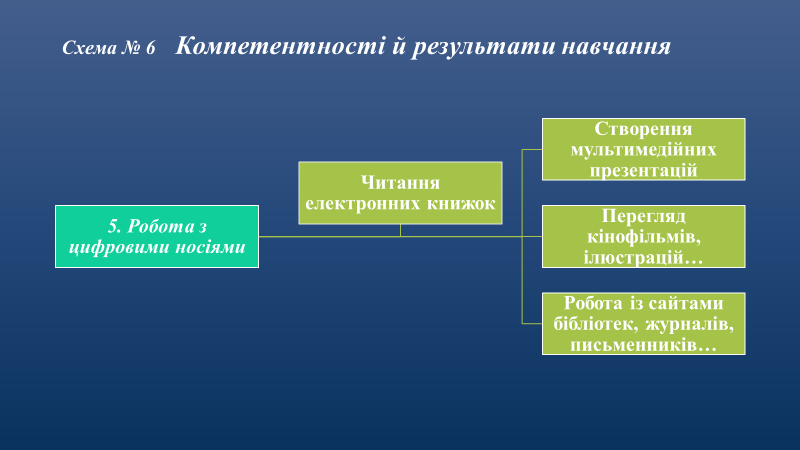 Схема № 6 Компетентності й результати навчання
5. Робота з
цифровими носіями
Читання
електронних книжок
Створення
мультимедійних
презентацій
Перегляд
кінофільмів,
ілюстрацій…
Робота із сайтами
бібліотек, журналів,
письменників…